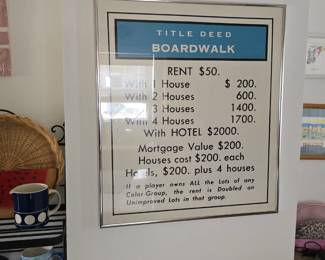 TITLE DEED
BOARDWALK
RENT $50.
With 1 House $ 200.
With 2 Houses 600.
With 3 Houses 1400.
With 4 Houses 1700.
With HOTEL $2000.
Mortgage Value $200.
Houses cost $200. each
Hotels, $200. plus 4 houses
If a player owns ALL the Lots of any
Color-Group, the rent is Doubled on
Unimproved Lots in that group.